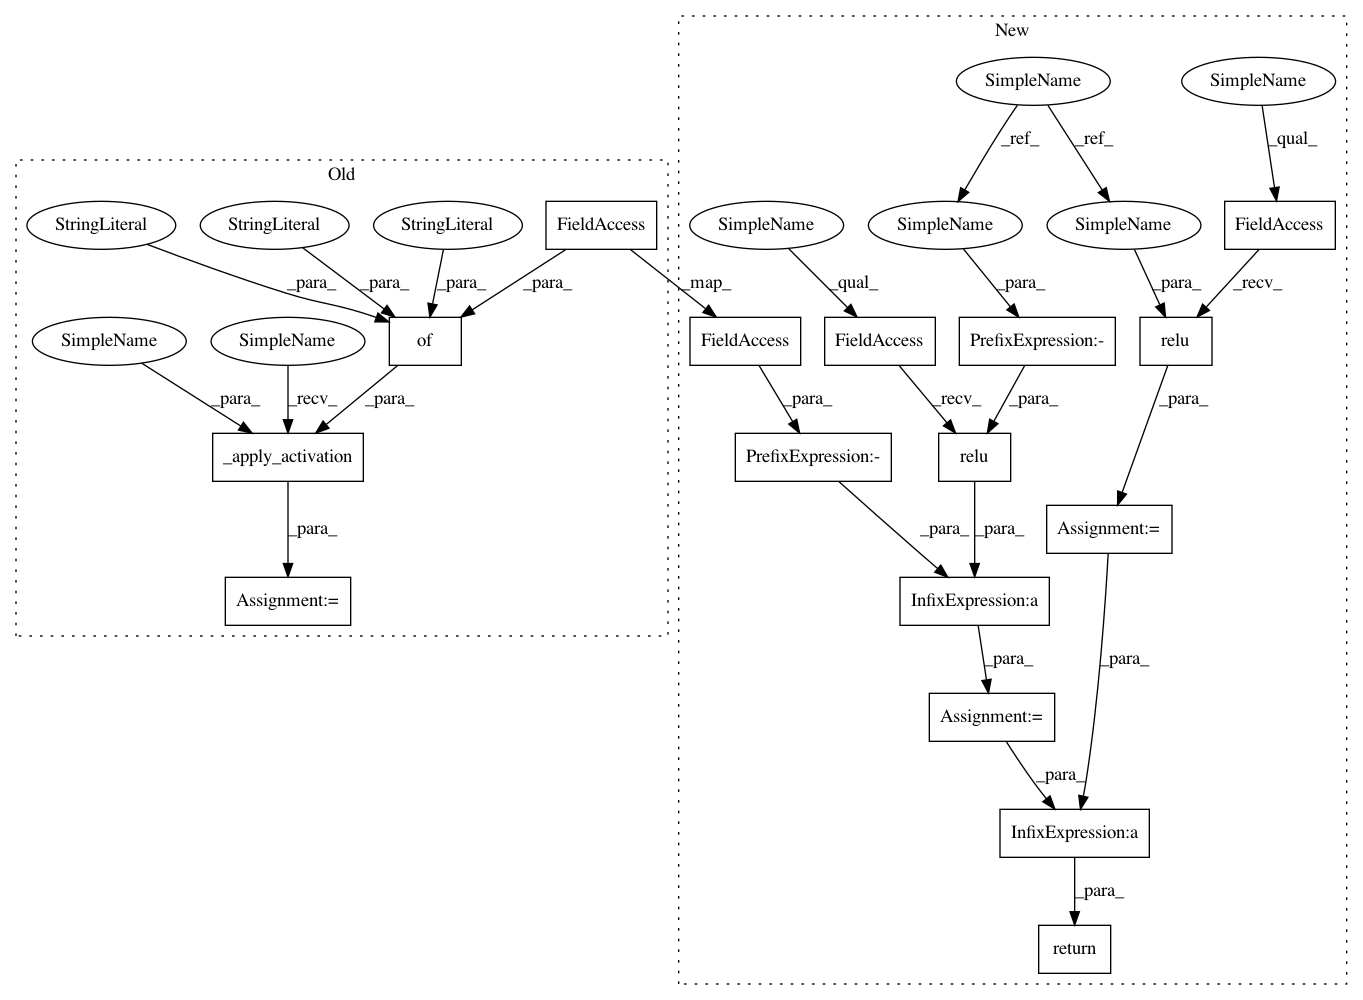 New
SimpleName
SimpleName
_ref_
_ref_
_qual_
Old
StringLiteral
StringLiteral
StringLiteral
FieldAccess
SimpleName
SimpleName
SimpleName
FieldAccess
_para_
_para_
_para_
_para_
_map_
_qual_
_para_
_para_
_recv_
SimpleName
SimpleName
of
FieldAccess
FieldAccess
PrefixExpression:-
relu
_para_
_recv_
_para_
_para_
_recv_
_para_
_para_
_apply_activation
PrefixExpression:-
relu
_para_
_para_
_para_
Assignment:=
Assignment:=
InfixExpression:a
_para_
_para_
Assignment:=
_para_
InfixExpression:a
_para_
return